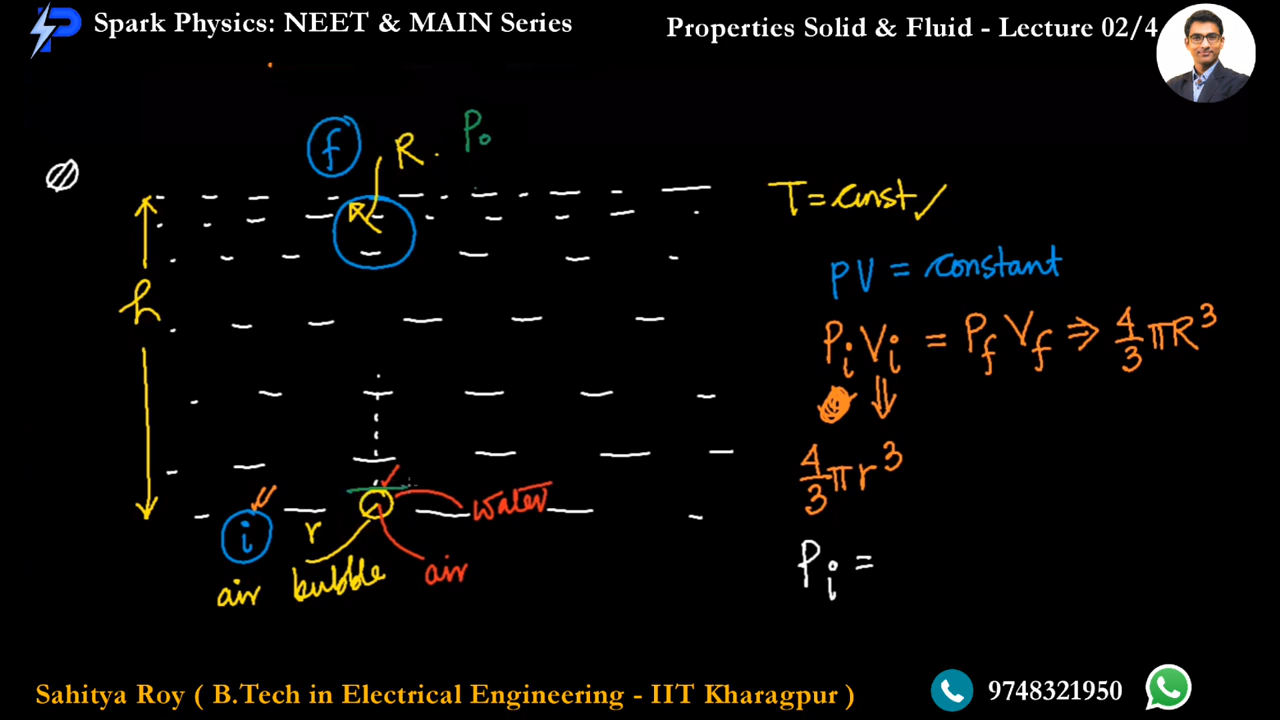 Spark Physics: NEET & MAIN Series
Properties Solid & Fluid - Lecture 02/4
f
R.
P₀
T = const ✓
h
PV = constant
PᵢVᵢ = P_f V_f ⇒ 4/3 πR³
4/3 πr³
water
i
r
air bubble
air
Pᵢ =
Sahitya Roy ( B.Tech in Electrical Engineering - IIT Kharagpur )
9748321950